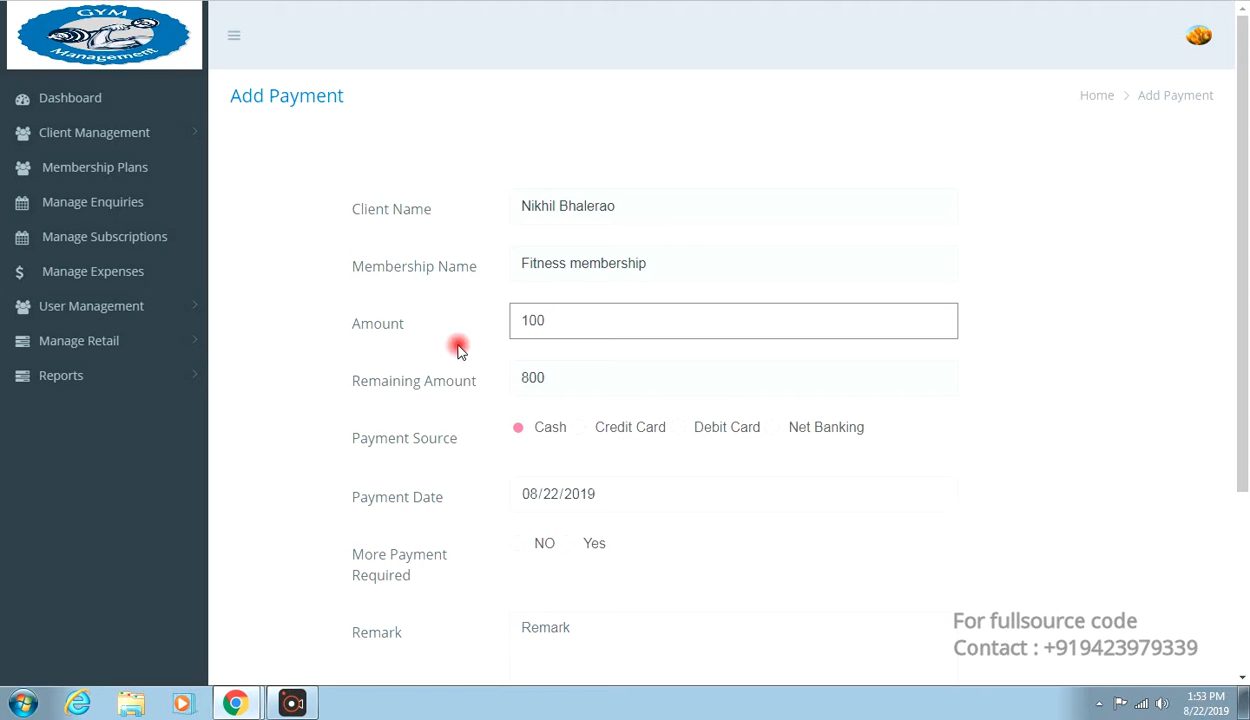 GYM
Management
Dashboard
Client Management
Membership Plans
Manage Enquiries
Manage Subscriptions
Manage Expenses
User Management
Manage Retail
Reports
Add Payment
Home > Add Payment
Client Name
Nikhil Bhalerao
Membership Name
Fitness membership
Amount
100
Remaining Amount
800
Payment Source
Cash Credit Card Debit Card Net Banking
Payment Date
08/22/2019
More Payment
Required
NO Yes
Remark
Remark
For fullsource code
Contact : +919423979339
1:53 PM
8/22/2019